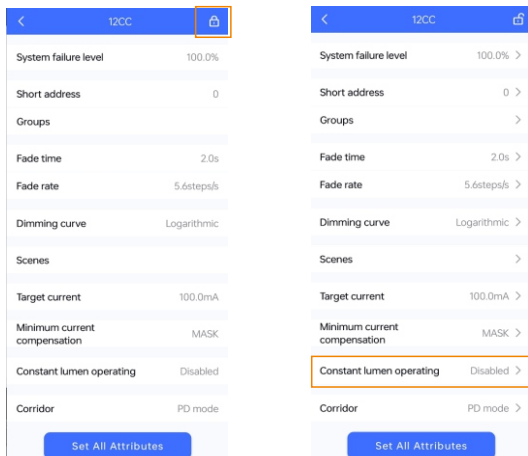 12CC
System failure level 100.0%
Short address 0
Groups
Fade time 2.0s
Fade rate 5.6steps/s
Dimming curve Logarithmic
Scenes
Target current 100.0mA
Minimum current
compensation MASK
Constant lumen operating Disabled
Corridor PD mode
Set All Attributes
12CC
System failure level 100.0%
Short address 0
Groups
Fade time 2.0s
Fade rate 5.6steps/s
Dimming curve Logarithmic
Scenes
Target current 100.0mA
Minimum current
compensation MASK
Constant lumen operating Disabled
Corridor PD mode
Set All Attributes